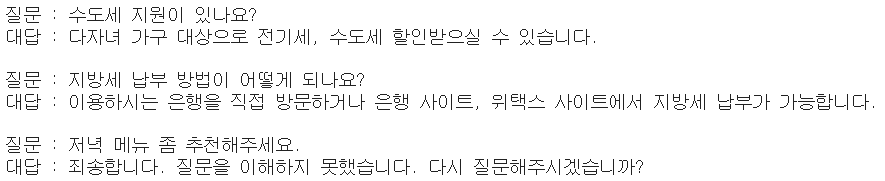 질문 : 수도세 지원이 있나요?
대답 : 다자녀 가구 대상으로 전기세, 수도세 할인받으실 수 있습니다.
질문 : 지방세 납부 방법이 어떻게 되나요?
대답 : 이용하시는 은행을 직접 방문하거나 은행 사이트, 위택스 사이트에서 지방세 납부가 가능합니다.
질문 : 저녁 메뉴 좀 추천해주세요.
대답 : 죄송합니다. 질문을 이해하지 못했습니다. 다시 질문해주시겠습니까?